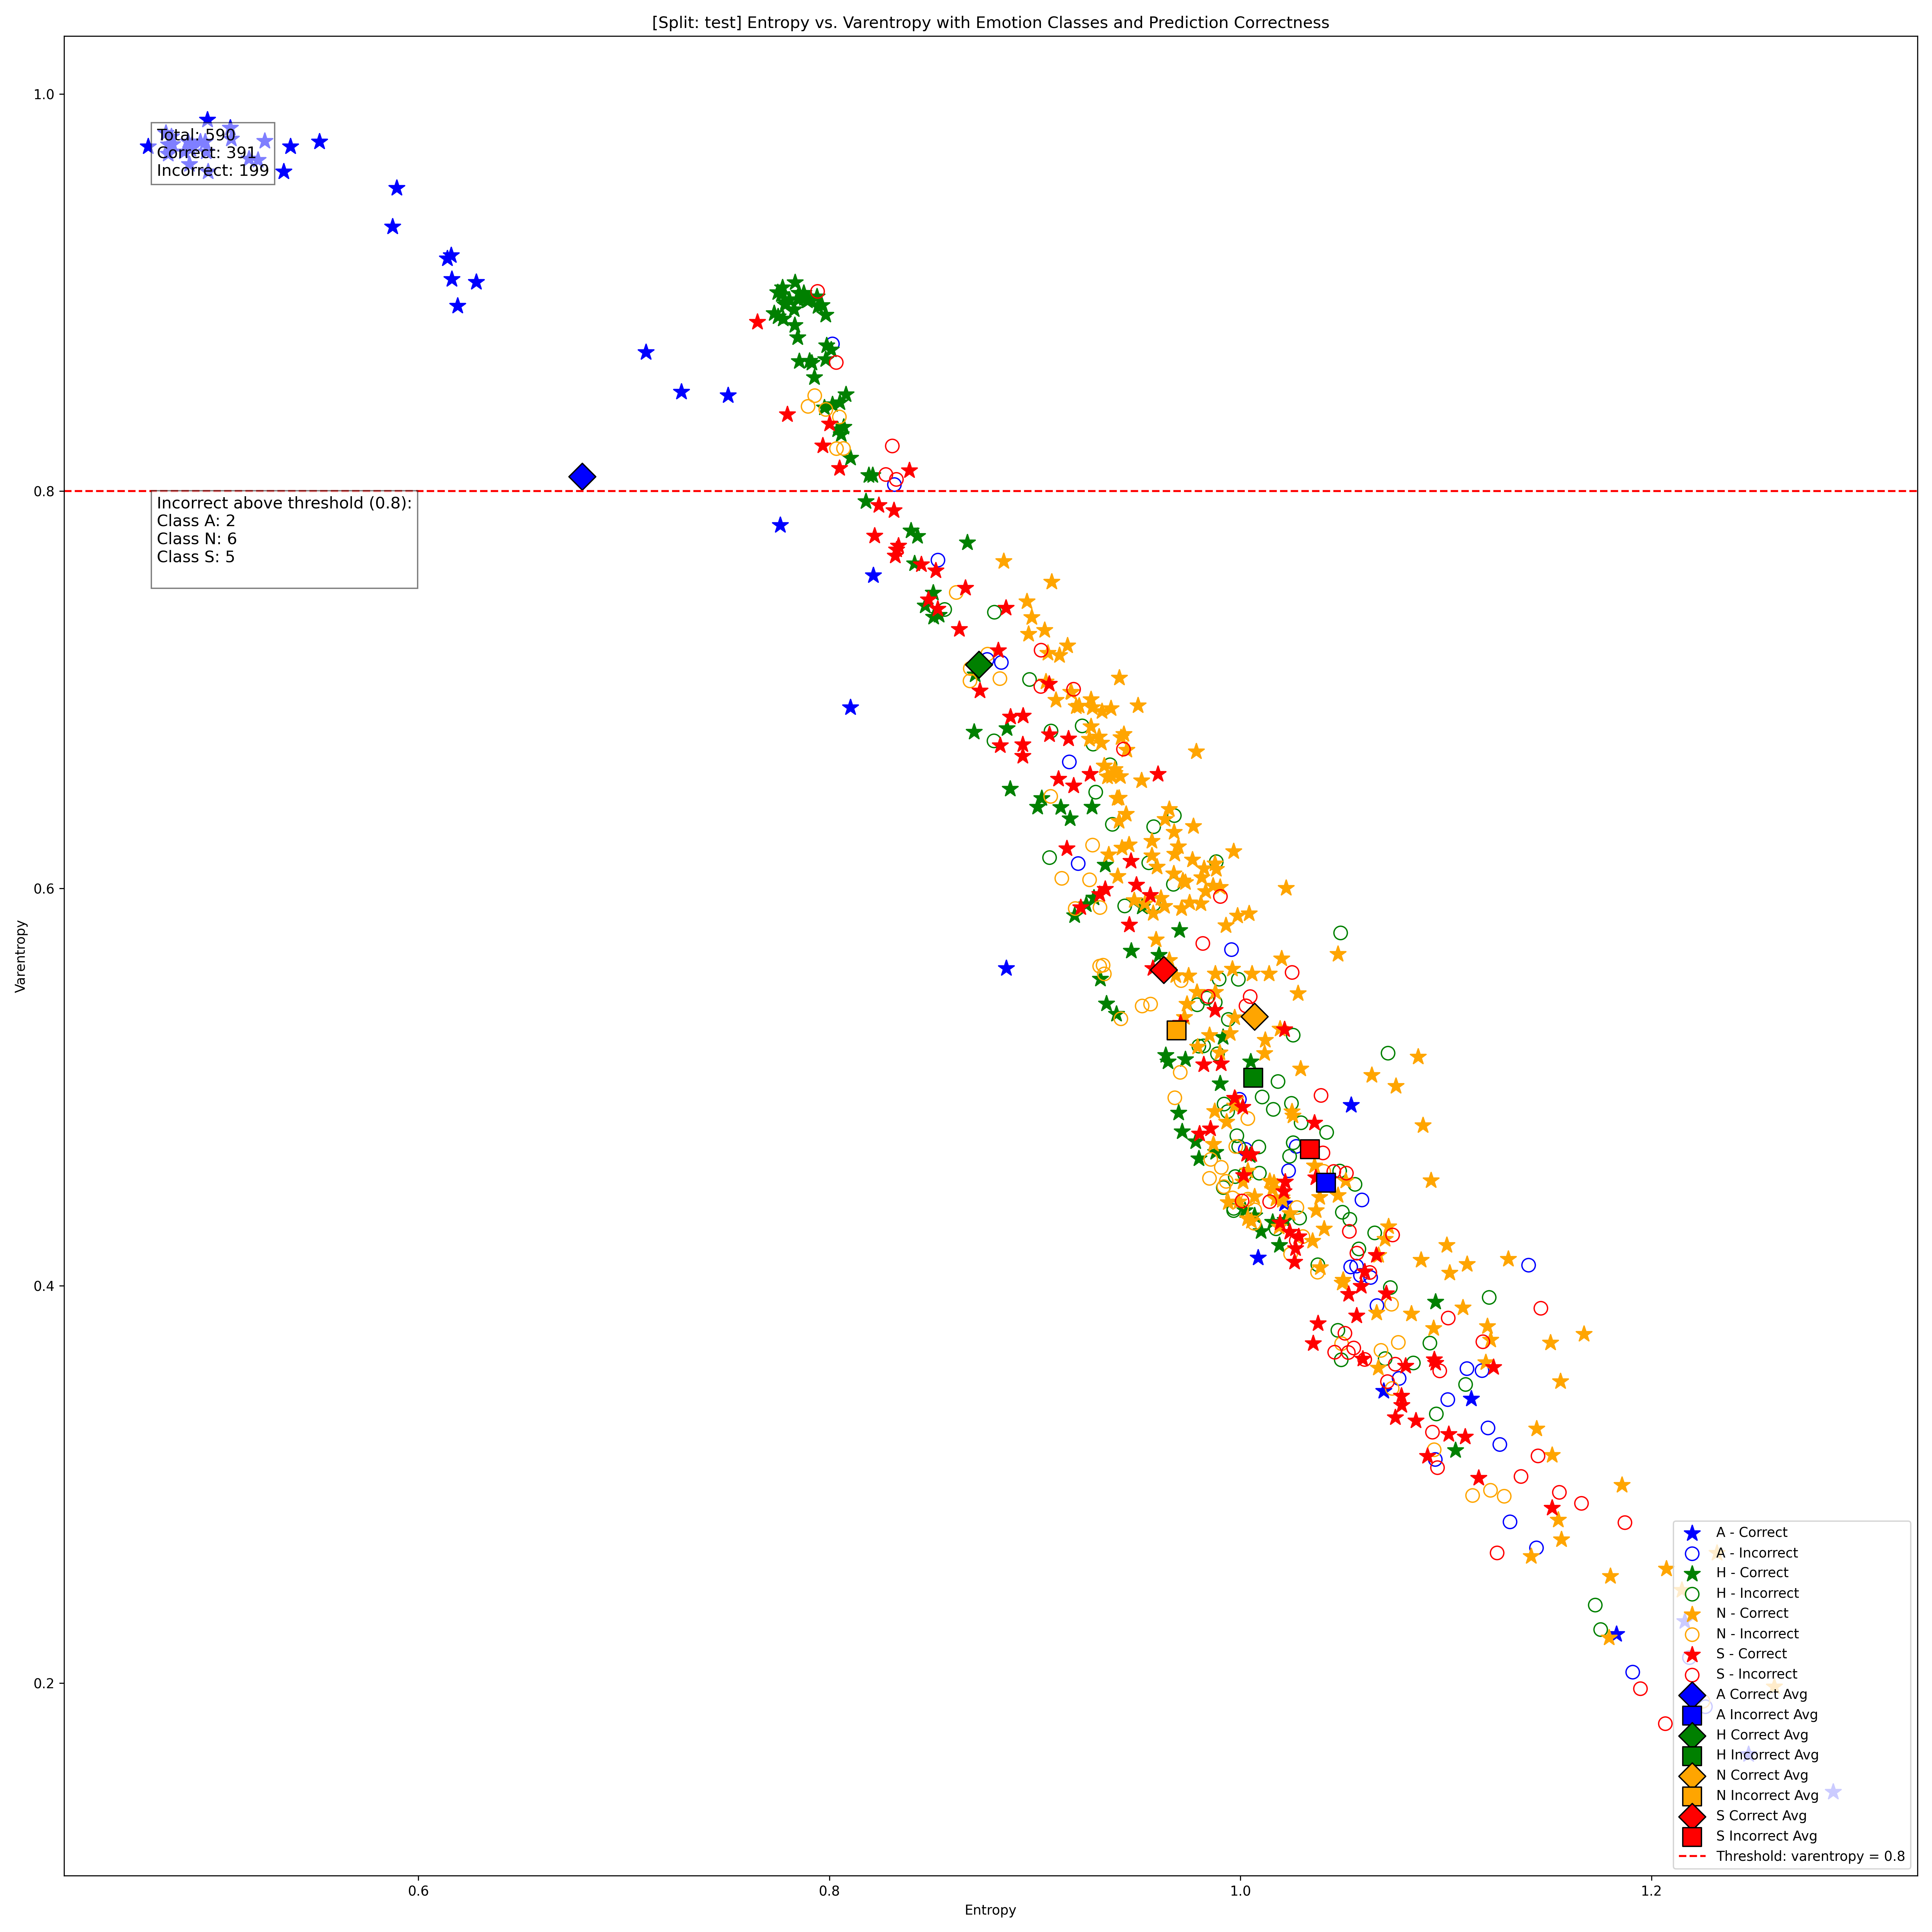 [Split: test] Entropy vs. Varentropy with Emotion Classes and Prediction Correctness
1.0
Total: 590
Correct: 391
Incorrect: 199
0.8
Incorrect above threshold (0.8):
Class A: 2
Class N: 6
Class S: 5
0.6
Varentropy
0.4
0.2
A - Correct
A - Incorrect
H - Correct
H - Incorrect
N - Correct
N - Incorrect
S - Correct
S - Incorrect
A Correct Avg
A Incorrect Avg
H Correct Avg
H Incorrect Avg
N Correct Avg
N Incorrect Avg
S Correct Avg
S Incorrect Avg
Threshold: varentropy = 0.8
0.6
0.8
1.0
1.2
Entropy